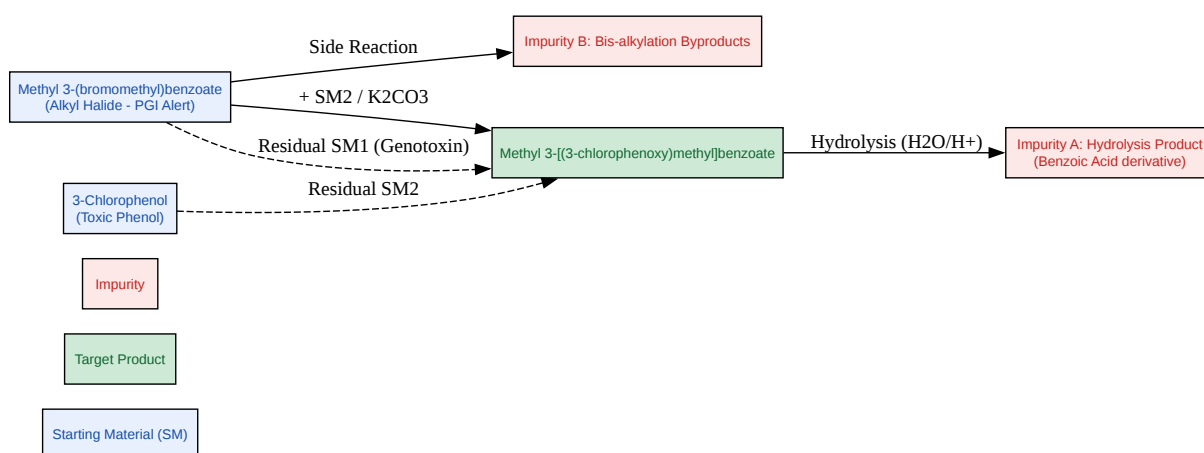 Side Reaction
Impurity B: Bis-alkylation Byproducts
Methyl 3-(bromomethyl)benzoate
(Alkyl Halide - PGI Alert)
+ SM2 / K2CO3
Residual SM1 (Genotoxin)
Methyl 3-[(3-chlorophenoxy)methyl]benzoate
Hydrolysis (H2O/H+)
Impurity A: Hydrolysis Product
(Benzoic Acid derivative)
Residual SM2
3-Chlorophenol
(Toxic Phenol)
Impurity
Target Product
Starting Material (SM)